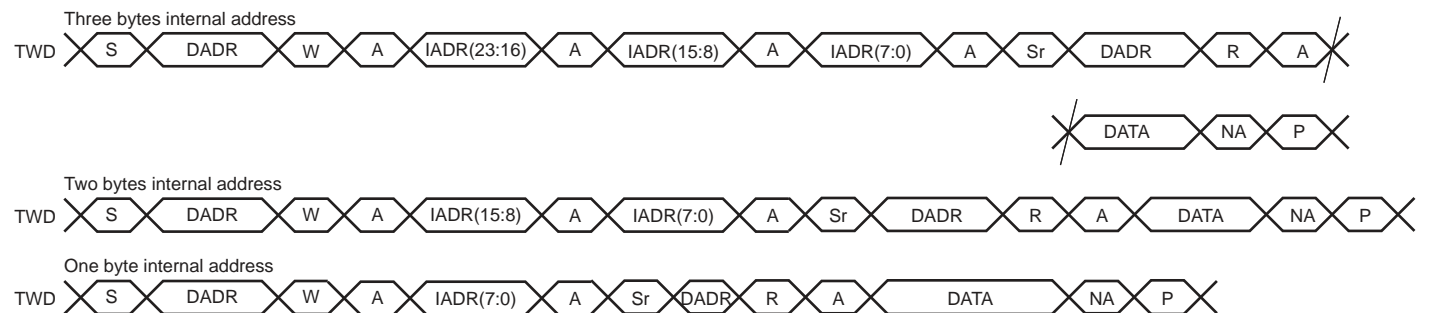 Three bytes internal address
TWD S DADR W A IADR(23:16) A IADR(15:8) A IADR(7:0) A Sr DADR R A
DATA NA P
Two bytes internal address
TWD S DADR W A IADR(15:8) A IADR(7:0) A Sr DADR R A DATA NA P
One byte internal address
TWD S DADR W A IADR(7:0) A Sr DADR R A DATA NA P